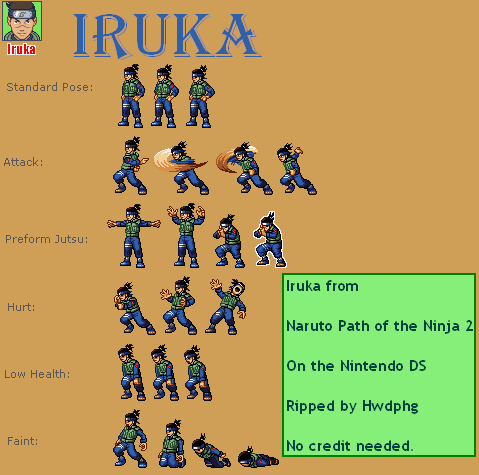 IRUKA
Iruka
Standard Pose:
Attack:
Preform Jutsu:
Hurt:
Low Health:
Faint:
Iruka from
Naruto Path of the Ninja 2
On the Nintendo DS
Ripped by Hwdphg
No credit needed.